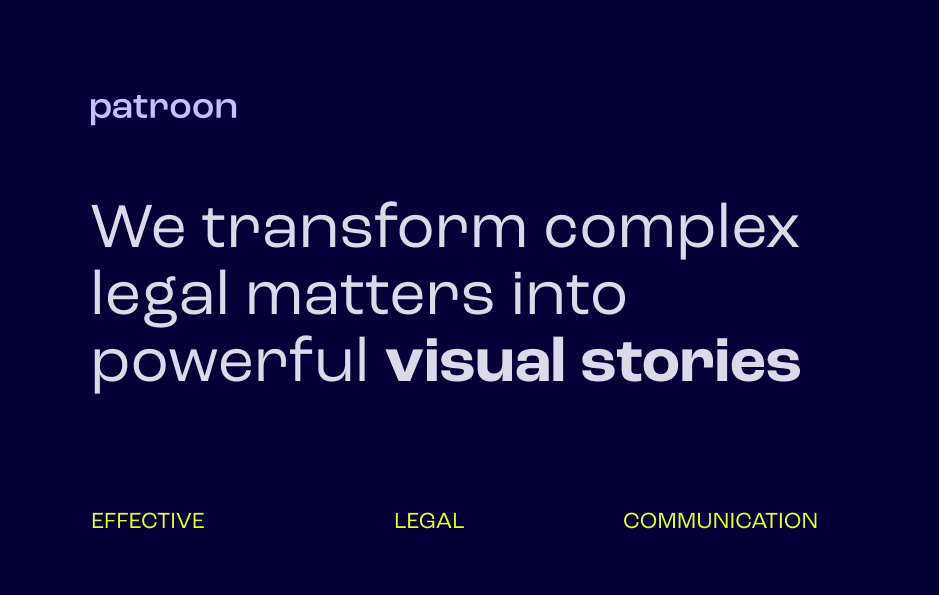 patroon
We transform complex
legal matters into
powerful visual stories
EFFECTIVE LEGAL COMMUNICATION